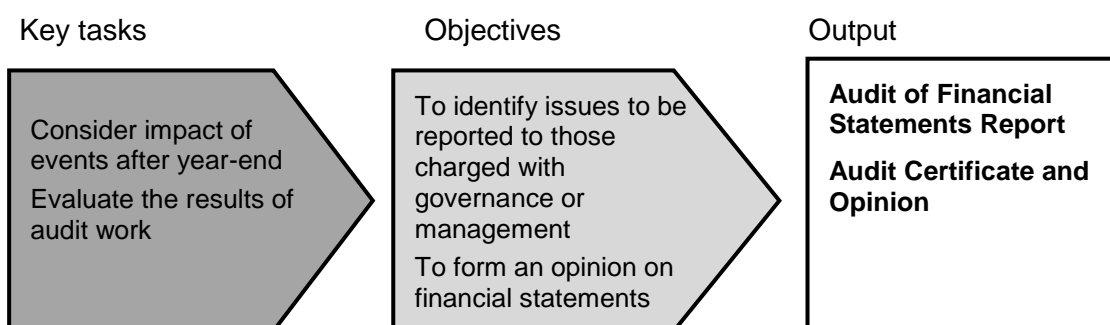 Key tasks
Consider impact of
events after year-end
Evaluate the results of
audit work
Objectives
To identify issues to be
reported to those
charged with
governance or
management
To form an opinion on
financial statements
Output
Audit of Financial
Statements Report
Audit Certificate and
Opinion